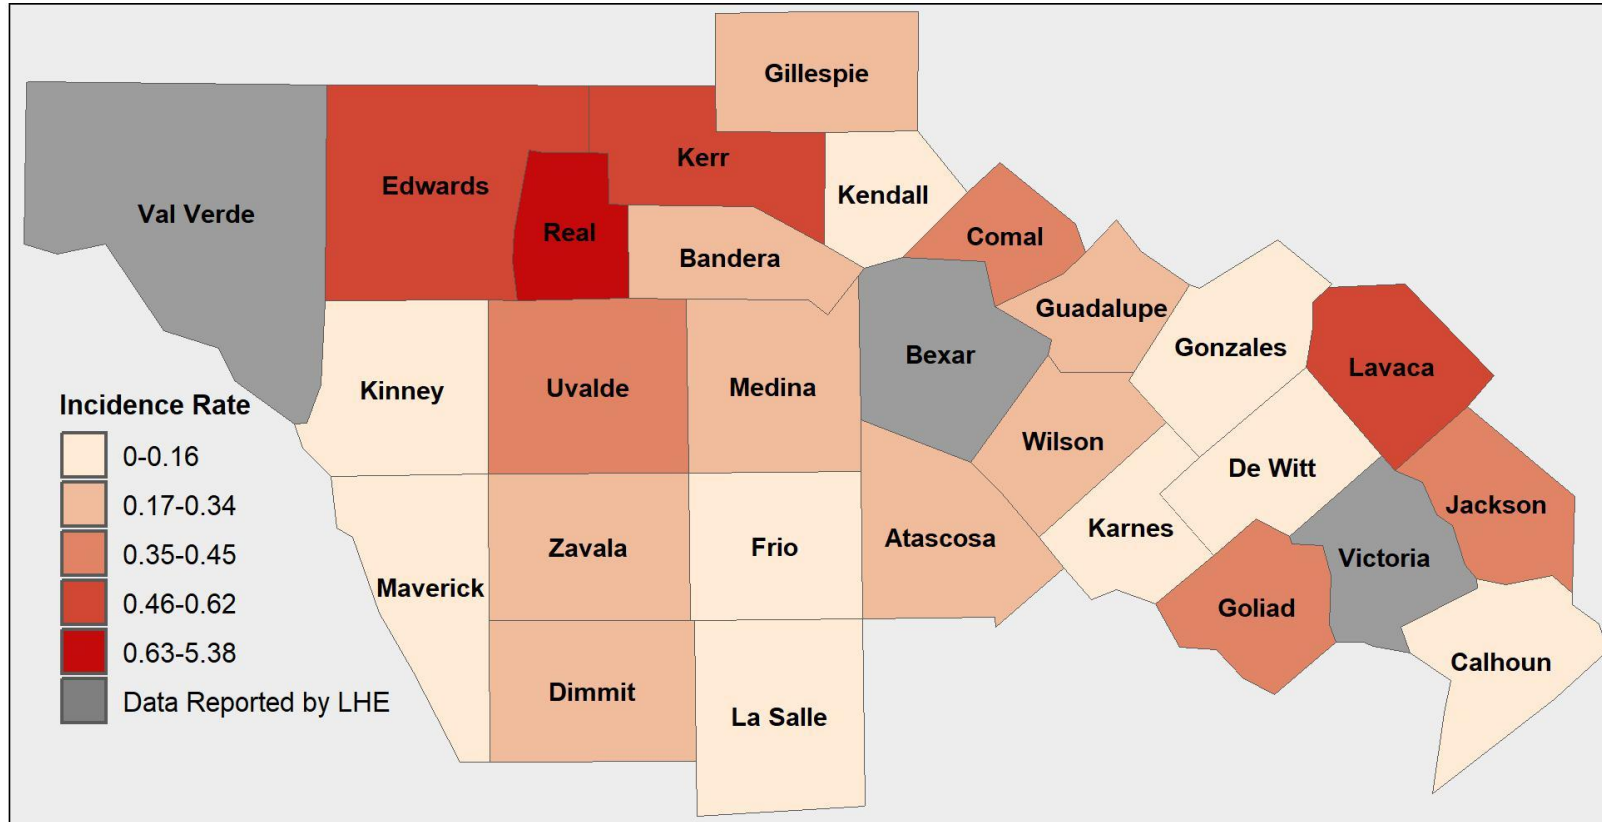 Gillespie
Kerr
Edwards
Kendall
Val Verde
Real
Comal
Bandera
Guadalupe
Gonzales
Bexar
Lavaca
Uvalde
Medina
Kinney
Wilson
De Witt
Jackson
Karnes
Atascosa
Zavala
Frio
Victoria
Maverick
Goliad
Calhoun
Dimmit
La Salle
Incidence Rate
0-0.16
0.17-0.34
0.35-0.45
0.46-0.62
0.63-5.38
Data Reported by LHE